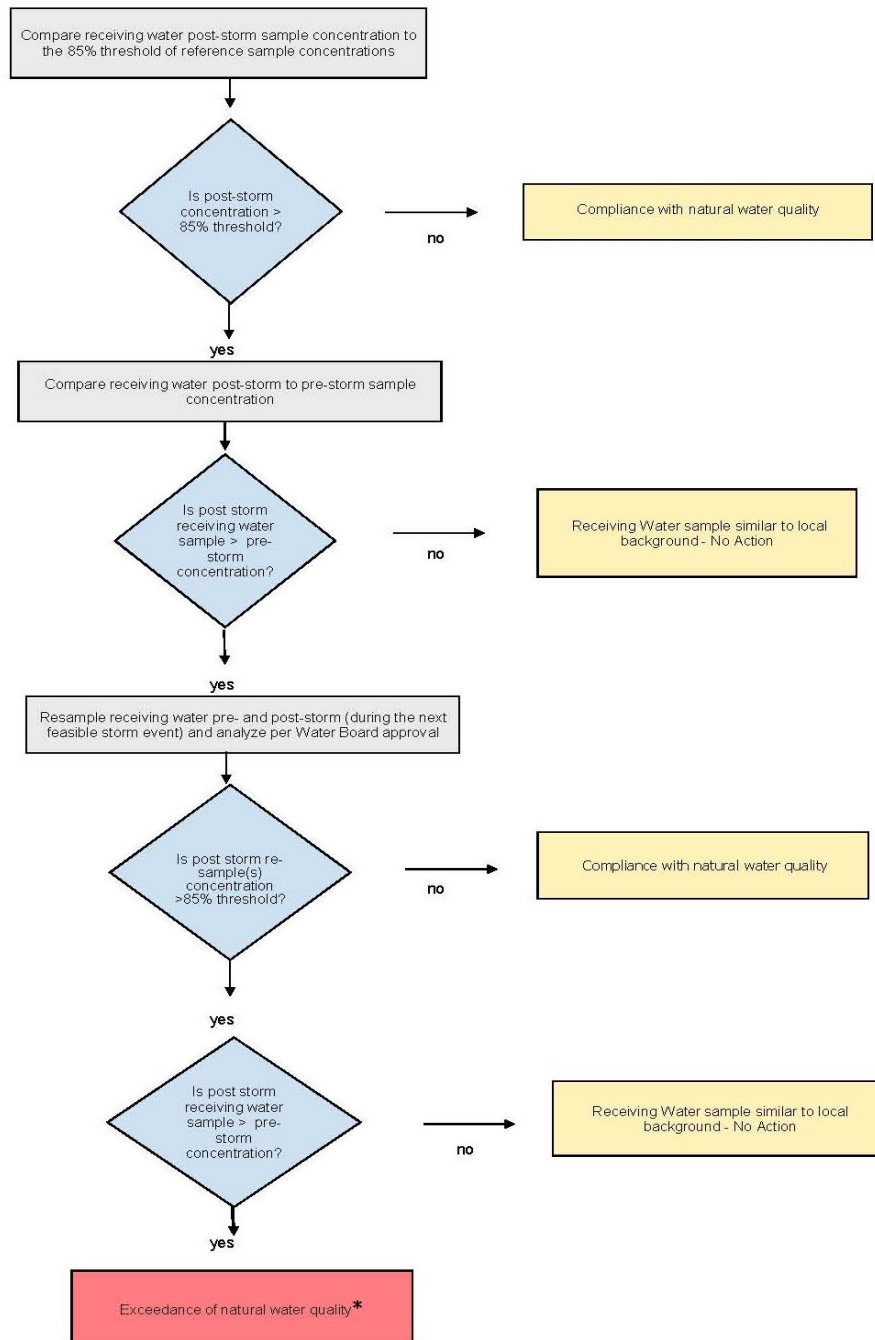 Compare receiving water post-storm sample concentration to
the 85% threshold of reference sample concentrations
Is post-storm
concentration >
85% threshold?
no
Compliance with natural water quality
yes
Compare receiving water post-storm to pre-storm sample
concentration
Is post storm
receiving water
sample > pre-
storm
concentration?
no
Receiving Water sample similar to local
background - No Action
yes
Resample receiving water pre- and post-storm (during the next
feasible storm event) and analyze per Water Board approval
Is post storm re-
sample(s)
concentration
>85% threshold?
no
Compliance with natural water quality
yes
Is post storm
receiving water
sample > pre-
storm
concentration?
no
Receiving Water sample similar to local
background - No Action
yes
Exceedance of natural water quality*